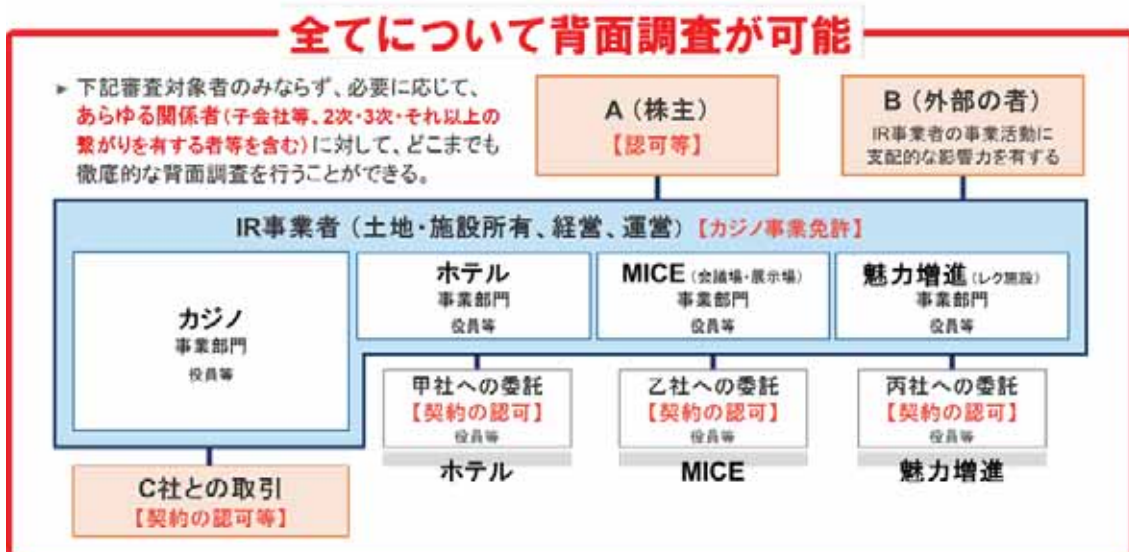 全てについて背面調査が可能
▶ 下記審査対象者のみならず、必要に応じて、
あらゆる関係者(子会社等、2次・3次・それ以上の
繋がりを有する者等を含む)に対して、どこまでも
徹底的な背面調査を行うことができる。
A(株主)
【認可等】
B(外部の者)
IR事業者の事業活動に
支配的な影響力を有する
IR事業者(土地・施設所有、経営、運営)【カジノ事業免許】
カジノ
事業部門
役員等
ホテル
事業部門
役員等
MICE(会議場・展示場)
事業部門
役員等
魅力増進(レク施設)
事業部門
役員等
甲社への委託
【契約の認可】
役員等
ホテル
乙社への委託
【契約の認可】
役員等
MICE
丙社への委託
【契約の認可】
役員等
魅力増進
C社との取引
【契約の認可等】